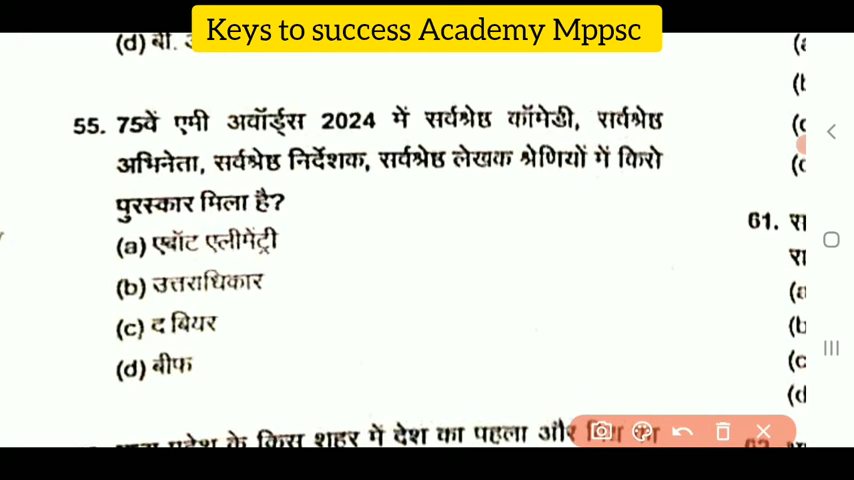 Keys to success Academy Mppsc
(d) बी.
55. 75वें एमी अवॉर्ड्स 2024 में सर्वश्रेष्ठ कॉमेडी, सर्वश्रेष्ठ
अभिनेता, सर्वश्रेष्ठ निर्देशक, सर्वश्रेष्ठ लेखक श्रेणियों में किसे
पुरस्कार मिला है?
(a) एबॉट एलीमेंट्री
(b) उत्तराधिकार
(c) द बियर
(d) बीफ
के किस शहर में देश का पहला और
61. रा
रा
(a
(b
(c
(d